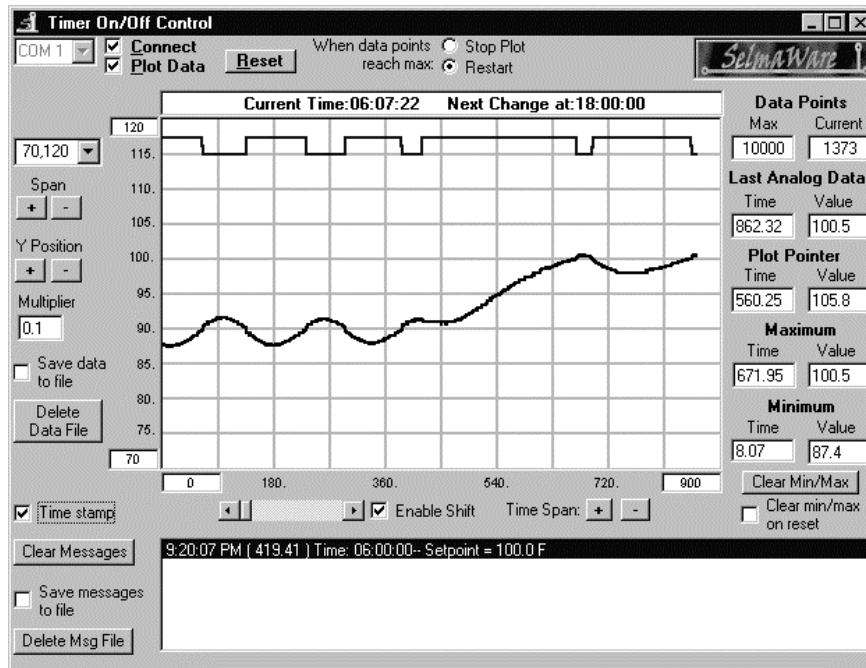 Timer On/Off Control
COM 1
Connect
Plot Data
Reset
When data points reach max:
Stop Plot
Restart
SelmaWare
Current Time:06:07:22 Next Change at:18:00:00
70,120
Span
+ -
Y Position
+ -
Multiplier
0.1
Save data to file
Delete Data File
120
115.
110.
105.
100.
95.
90.
85.
80.
75.
70
0 180. 360. 540. 720. 900
Data Points
Max Current
10000 1373
Last Analog Data
Time Value
862.32 100.5
Plot Pointer
Time Value
560.25 105.8
Maximum
Time Value
671.95 100.5
Minimum
Time Value
8.07 87.4
Clear Min/Max
Clear min/max on reset
Time stamp
Enable Shift
Time Span: + -
Clear Messages
Save messages to file
Delete Msg File
9:20:07 PM ( 419.41 ) Time: 06:00:00-- Setpoint = 100.0 F